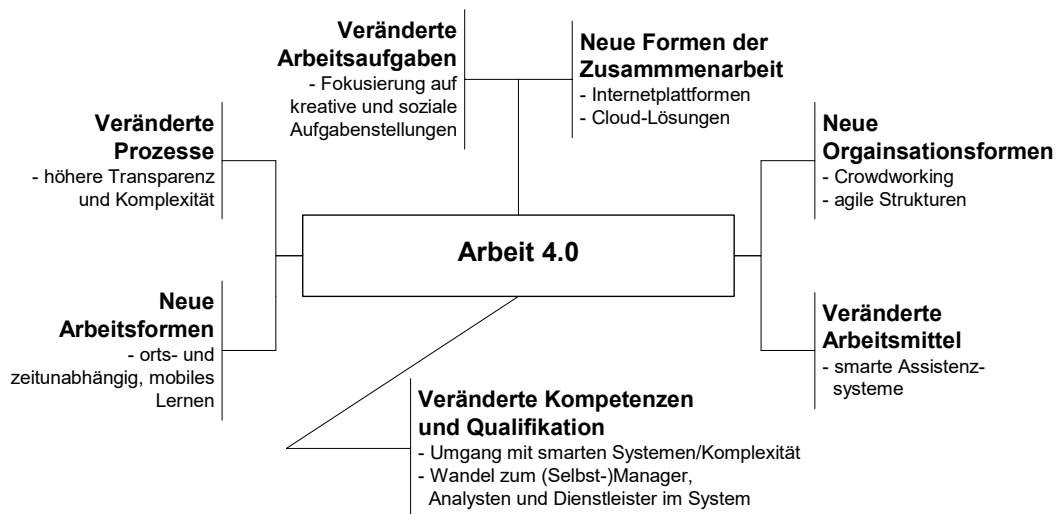 Veränderte
Arbeitsaufgaben
- Fokusierung auf
kreative und soziale
Aufgabenstellungen
Neue Formen der
Zusammmenarbeit
- Internetplattformen
- Cloud-Lösungen
Veränderte
Prozesse
- höhere Transparenz
und Komplexität
Neue
Orgainsationsformen
- Crowdworking
- agile Strukturen
Arbeit 4.0
Neue
Arbeitsformen
- orts- und
zeitunabhängig, mobiles
Lernen
Veränderte
Arbeitsmittel
- smarte Assistenz-
systeme
Veränderte Kompetenzen
und Qualifikation
- Umgang mit smarten Systemen/Komplexität
- Wandel zum (Selbst-)Manager,
Analysten und Dienstleister im System